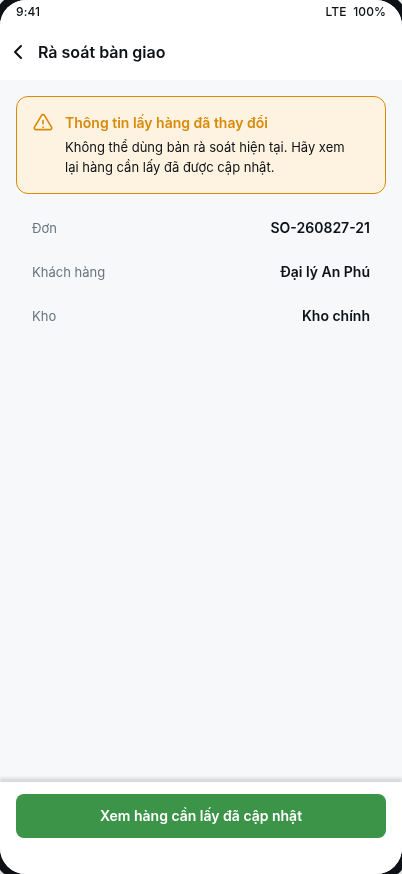 9:41 LTE 100%
Rà soát bàn giao
Thông tin lấy hàng đã thay đổi
Không thể dùng bản rà soát hiện tại. Hãy xem
lại hàng cần lấy đã được cập nhật.
Đơn SO-260827-21
Khách hàng Đại lý An Phú
Kho Kho chính
Xem hàng cần lấy đã cập nhật